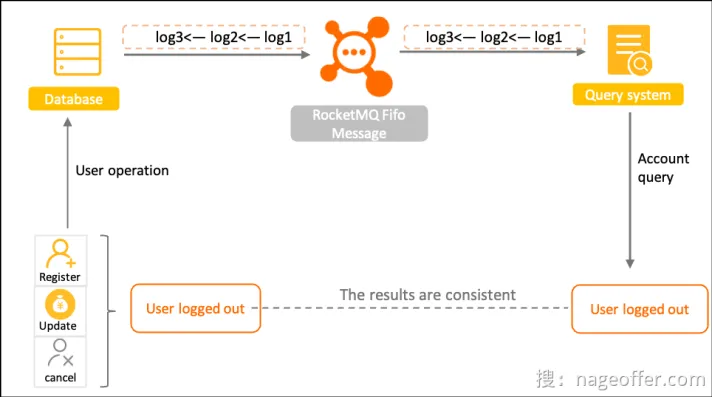 log3<— log2<— log1
log3<— log2<— log1
Database
RocketMQ Fifo
Message
Query system
User operation
Account
query
Register
Update
cancel
User logged out
The results are consistent
User logged out
搜：nageoffer.com